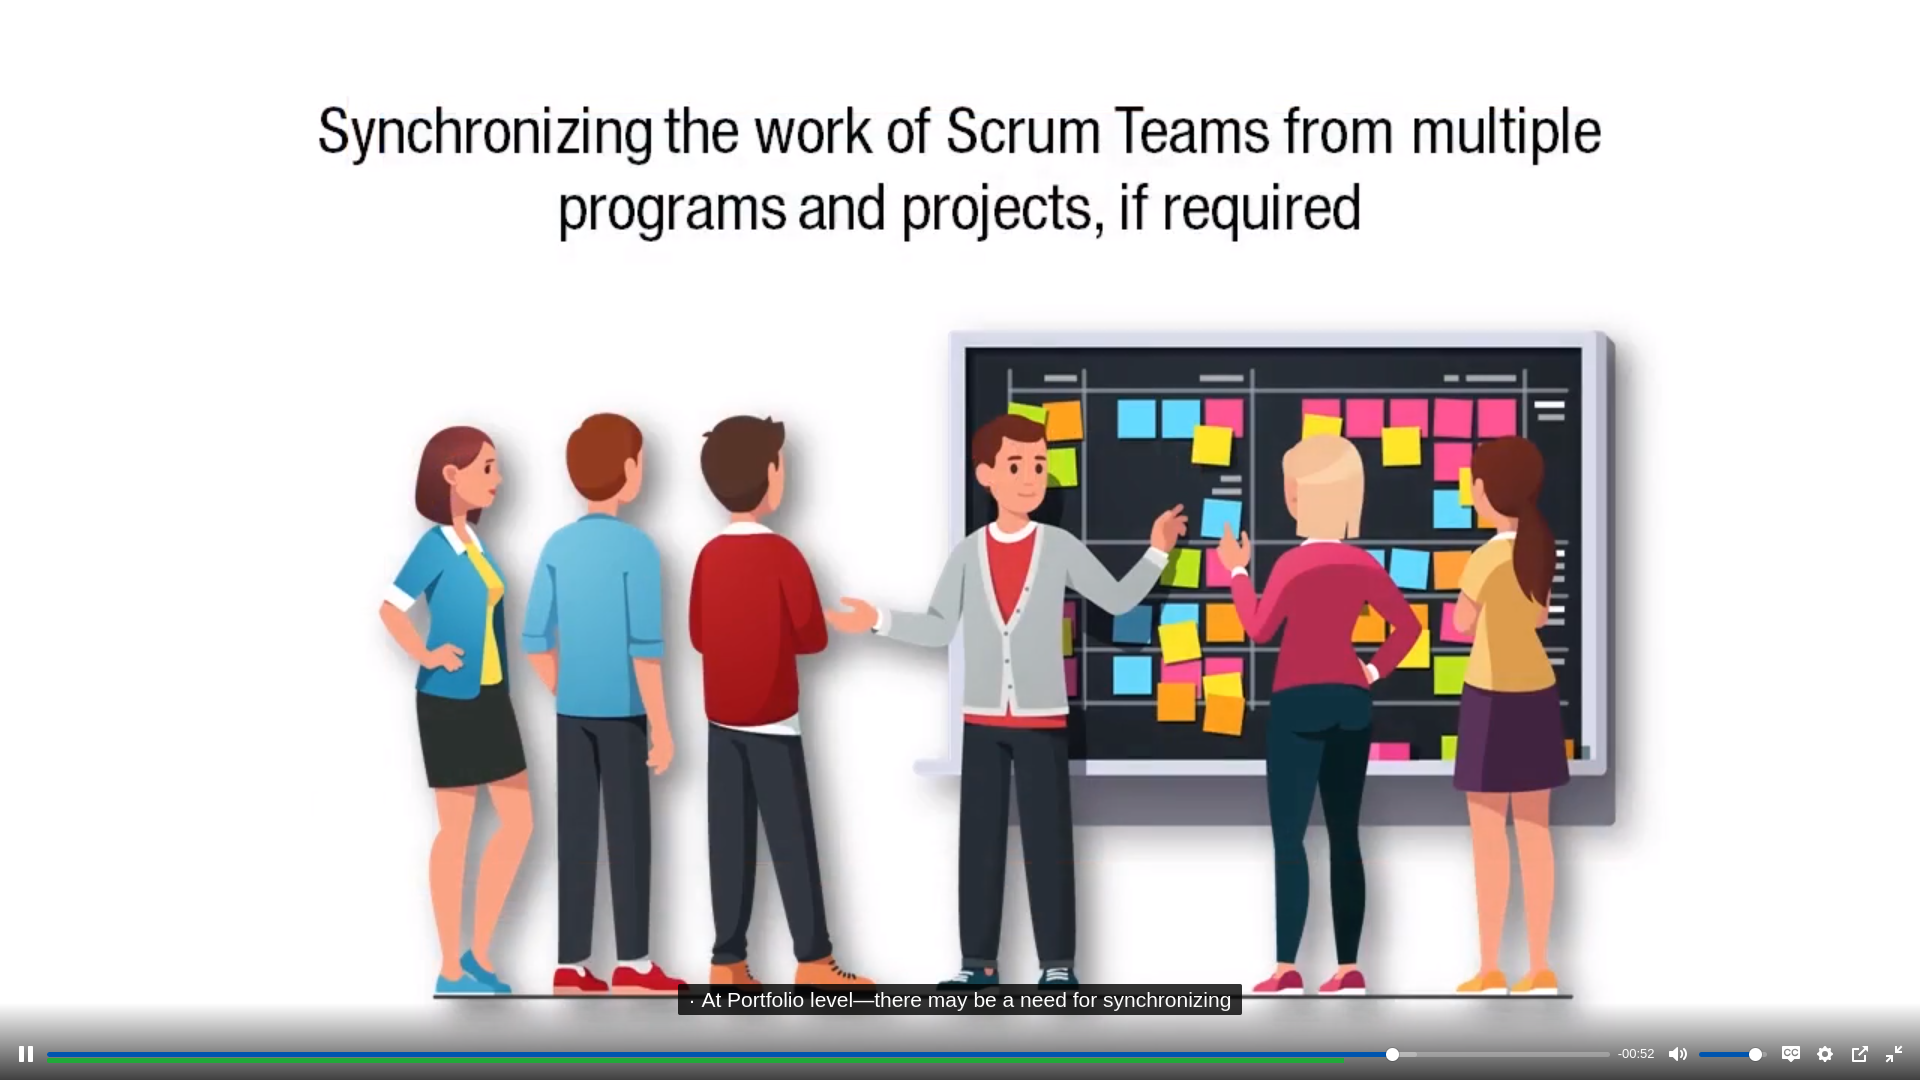 Synchronizing the work of Scrum Teams from multiple
programs and projects, if required
· At Portfolio level—there may be a need for synchronizing
-00:52
CC